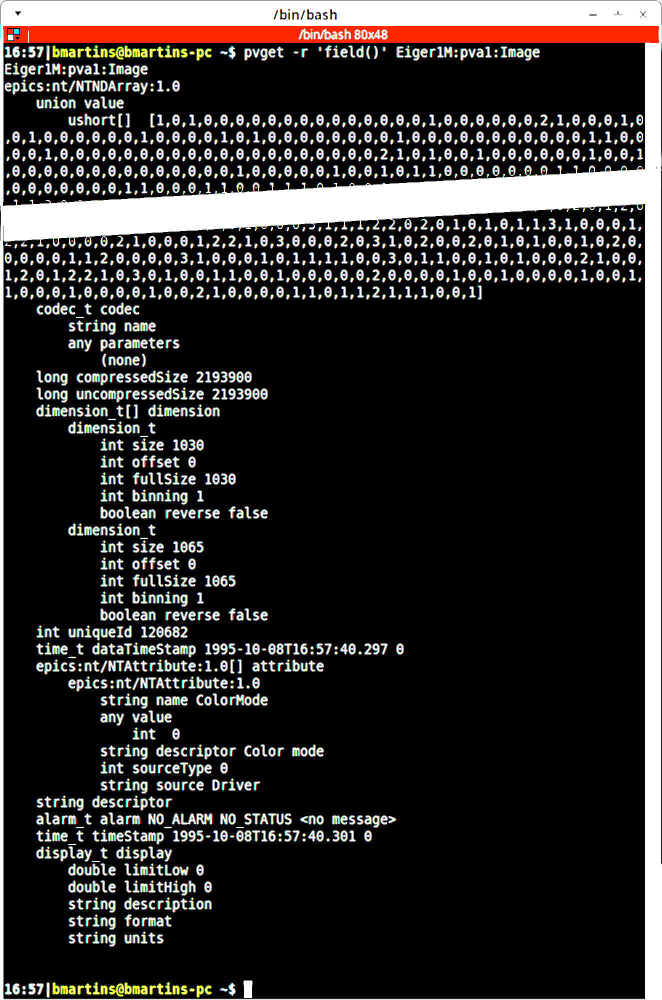 /bin/bash
/bin/bash 80x48
16:57|bmartins@bmartins-pc ~$ pvget -r 'field()' Eiger1M:pva1:Image
Eiger1M:pva1:Image
epics:nt/NTNDArray:1.0
union value
ushort[]  [1,0,1,0,0,0,0,0,0,0,0,0,0,0,0,0,0,1,0,0,0,0,0,0,2,1,0,0,0,1,0
,0,1,0,0,0,0,0,0,1,0,0,0,0,1,0,1,0,0,0,0,0,0,0,0,1,0,0,0,0,0,0,0,0,0,0,0,1,1,0,0
,0,0,1,0,0,0,0,0,0,0,0,0,0,0,0,0,0,0,0,0,0,0,0,2,1,0,1,0,0,1,0,0,0,0,0,0,1,0,0,1
,0,0,0,0,0,0,0,0,0,0,0,0,0,0,1,0,0,0,0,0,1,0,0,1,0,1,1,0,0,0,0,0,0,0,1,1,0,0,0,0
,0,0,0,0,0,0,0,1,1,0,0,0,1,1,0,0,1,1,1,0,1,0,0
2,2,1,0,0,0,0,2,1,0,0,0,1,2,2,1,0,3,0,0,0,2,0,3,1,0,2,0,0,2,0,1,0,1,0,0,1,0,2,0,
0,0,0,0,1,1,2,0,0,0,0,3,1,0,0,0,1,0,1,1,1,1,0,0,3,0,1,1,0,0,1,0,1,0,0,0,2,1,0,0,
1,2,0,1,2,2,1,0,3,0,1,0,0,1,1,0,0,1,0,0,0,0,0,2,0,0,0,0,1,0,0,1,0,0,0,0,1,0,0,1,
1,0,0,0,1,0,0,0,0,1,0,0,2,1,0,0,0,0,1,1,0,1,1,2,1,1,1,0,0,1]
codec_t codec
string name
any parameters
(none)
long compressedSize 2193900
long uncompressedSize 2193900
dimension_t[] dimension
dimension_t
int size 1030
int offset 0
int fullSize 1030
int binning 1
boolean reverse false
dimension_t
int size 1065
int offset 0
int fullSize 1065
int binning 1
boolean reverse false
int uniqueId 120682
time_t dataTimeStamp 1995-10-08T16:57:40.297 0
epics:nt/NTAttribute:1.0[] attribute
epics:nt/NTAttribute:1.0
string name ColorMode
any value
int  0
string descriptor Color mode
int sourceType 0
string source Driver
string descriptor
alarm_t alarm NO_ALARM NO_STATUS <no message>
time_t timeStamp 1995-10-08T16:57:40.301 0
display_t display
double limitLow 0
double limitHigh 0
string description
string format
string units
16:57|bmartins@bmartins-pc ~$